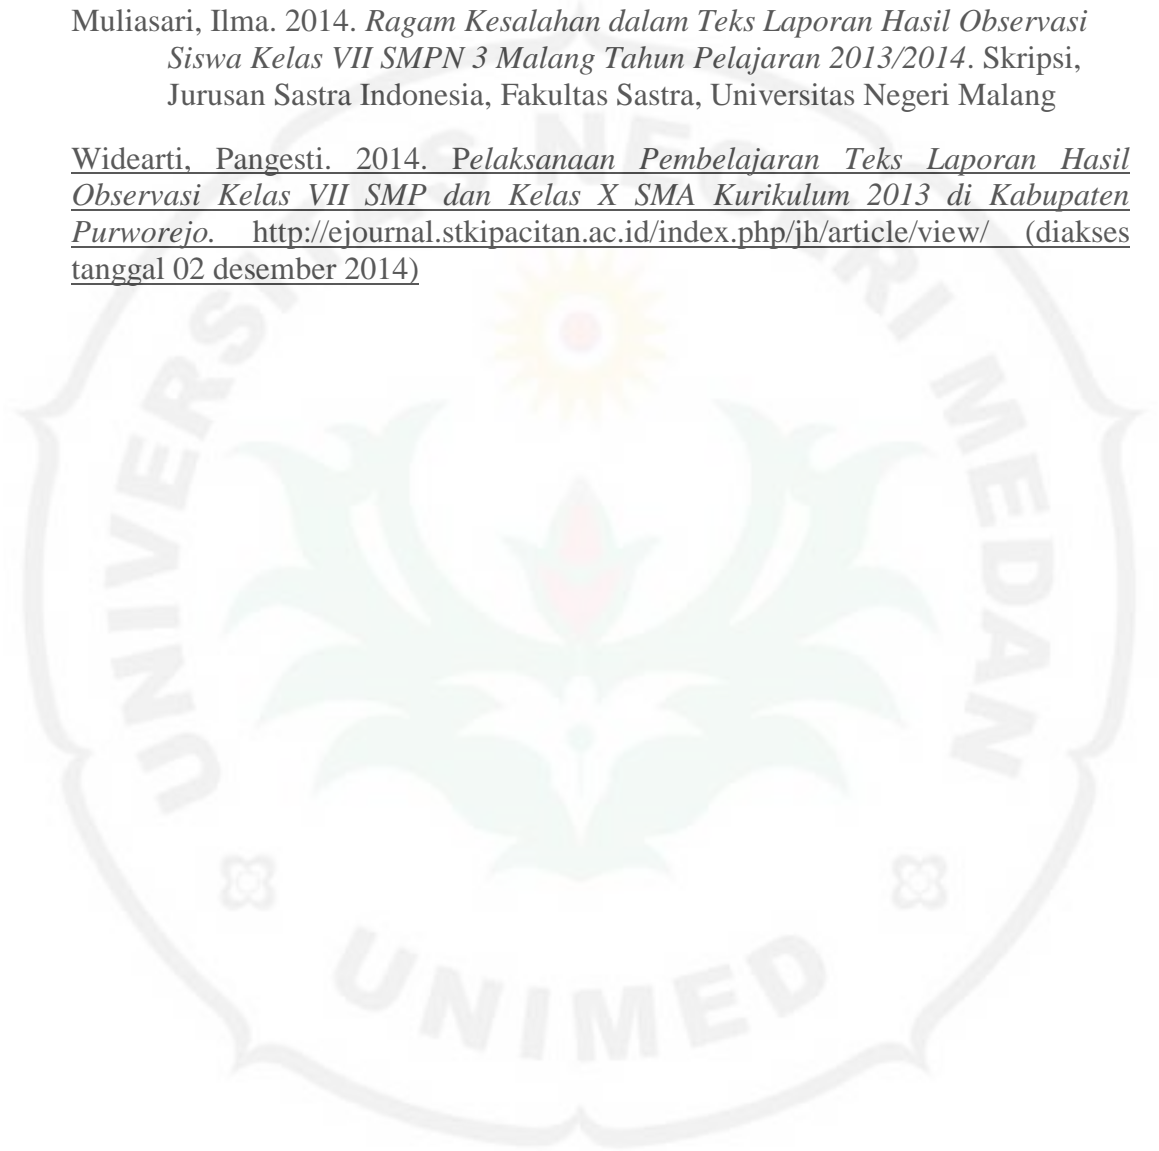 Muliasari, Ilma. 2014. Ragam Kesalahan dalam Teks Laporan Hasil Observasi
Siswa Kelas VII SMPN 3 Malang Tahun Pelajaran 2013/2014. Skripsi,
Jurusan Sastra Indonesia, Fakultas Sastra, Universitas Negeri Malang
Widearti, Pangesti. 2014. Pelaksanaan Pembelajaran Teks Laporan Hasil
Observasi Kelas VII SMP dan Kelas X SMA Kurikulum 2013 di Kabupaten
Purworejo. http://ejournal.stkipacitan.ac.id/index.php/jh/article/view/ (diakses
tanggal 02 desember 2014)
UNIVERSITAS NEGERI MEDAN
UNIMED